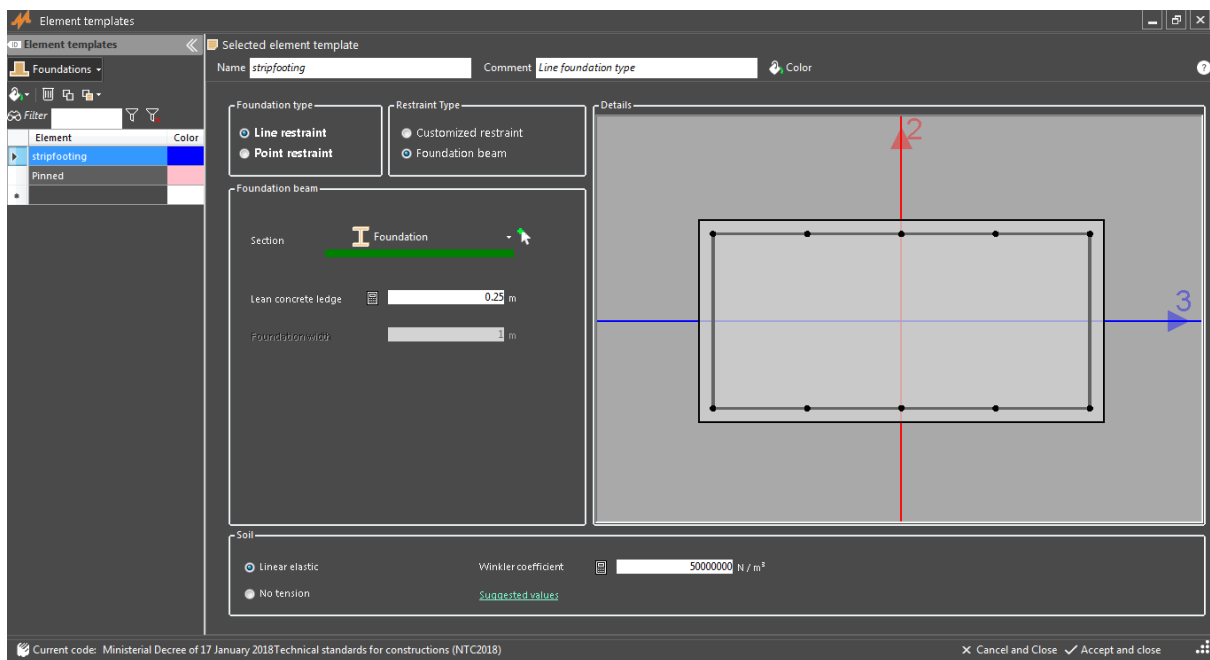 Element templates
Element templates
Selected element template
Foundations
Name stripfooting Comment Line foundation type Color
Filter
Element Color
stripfooting
Pinned
Foundation type
Line restraint
Point restraint
Restraint Type
Customized restraint
Foundation beam
Foundation beam
Section Foundation
Lean concrete ledge 0.25 m
Foundation width 1 m
Details
2
3
Soil
Linear elastic Winkler coefficient 50000000 N / m³
No tension Suggested values
Current code: Ministerial Decree of 17 January 2018Technical standards for constructions (NTC2018) Cancel and Close Accept and close